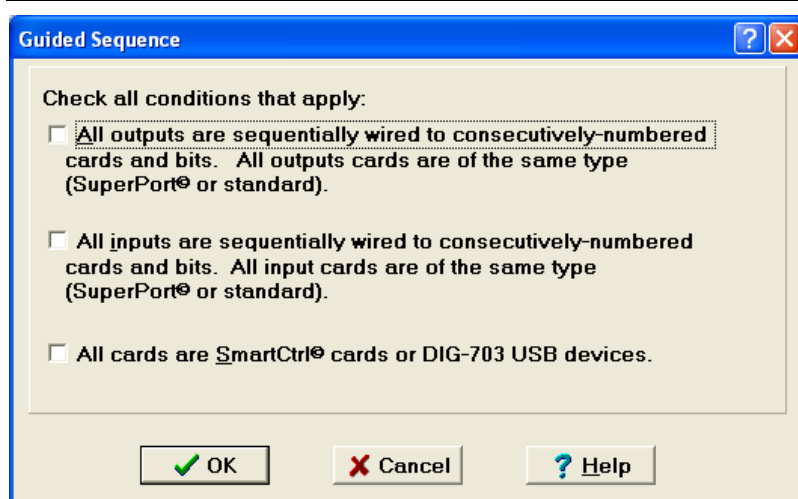 Guided Sequence
Check all conditions that apply:
All outputs are sequentially wired to consecutively-numbered
cards and bits. All outputs cards are of the same type
(SuperPort© or standard).
All inputs are sequentially wired to consecutively-numbered
cards and bits. All input cards are of the same type
(SuperPort© or standard).
All cards are SmartCtrl© cards or DIG-703 USB devices.
OK
Cancel
? Help